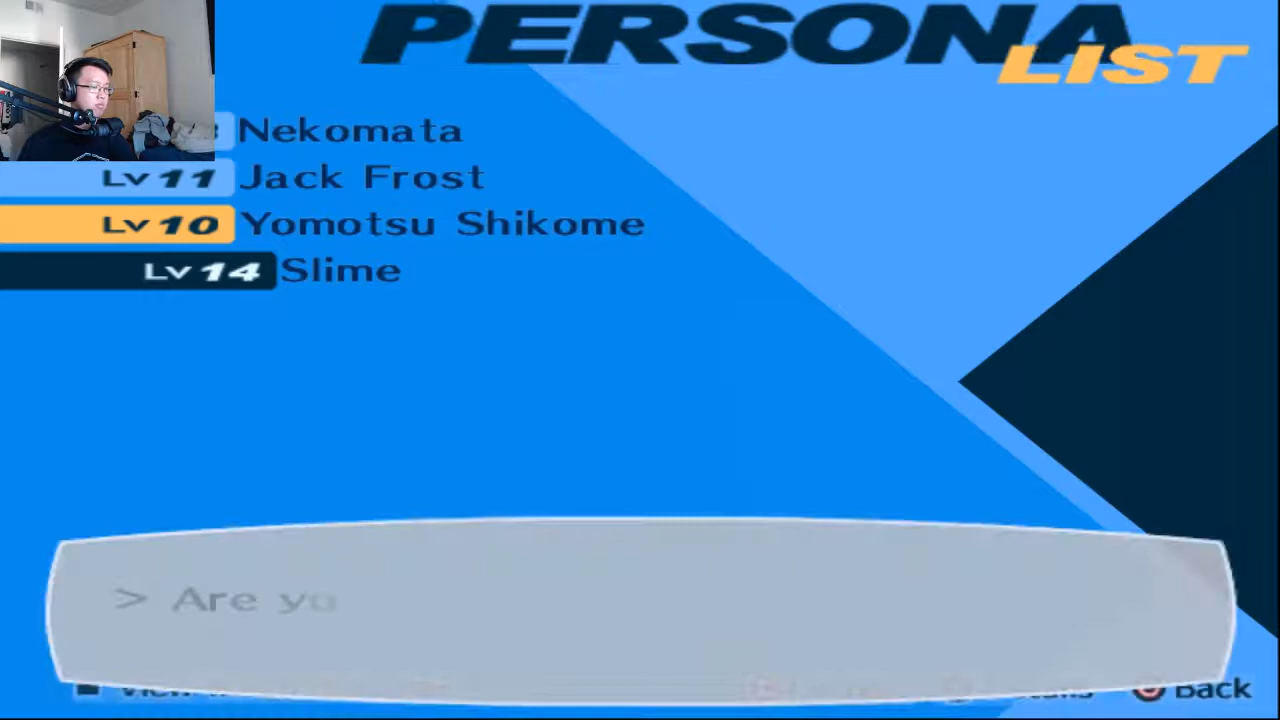 PERSONA
LIST
Nekomata
Lv 11 Jack Frost
Lv 10 Yomotsu Shikome
Lv 14 Slime
> Are yo
Back